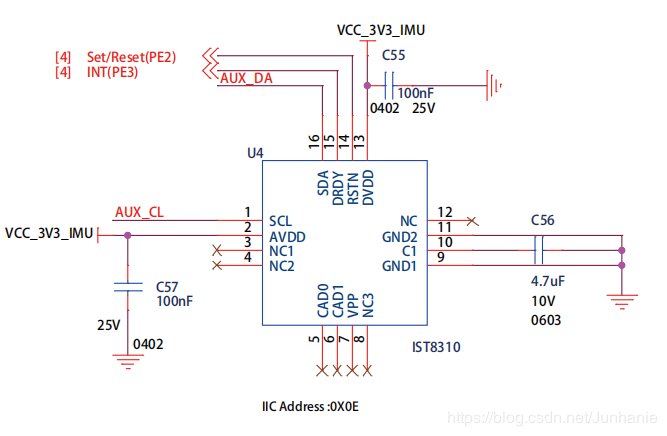 VCC_3V3_IMU
[4] Set/Reset(PE2)
[4] INT(PE3)
AUX_DA
C55
100nF
0402 25V
16 15 14 13
U4
SDA DRDY RSTN DVDD
AUX_CL
1 SCL
VCC_3V3_IMU
2 AVDD
3 NC1
4 NC2
NC 12
GND2 11
C1 10
GND1 9
C56
4.7uF
10V
0603
C57
100nF
25V
0402
CAD0 CAD1 VPP NC3
5 6 7 8
IST8310
IIC Address :0X0E
https://blog.csdn.net/Junhanie